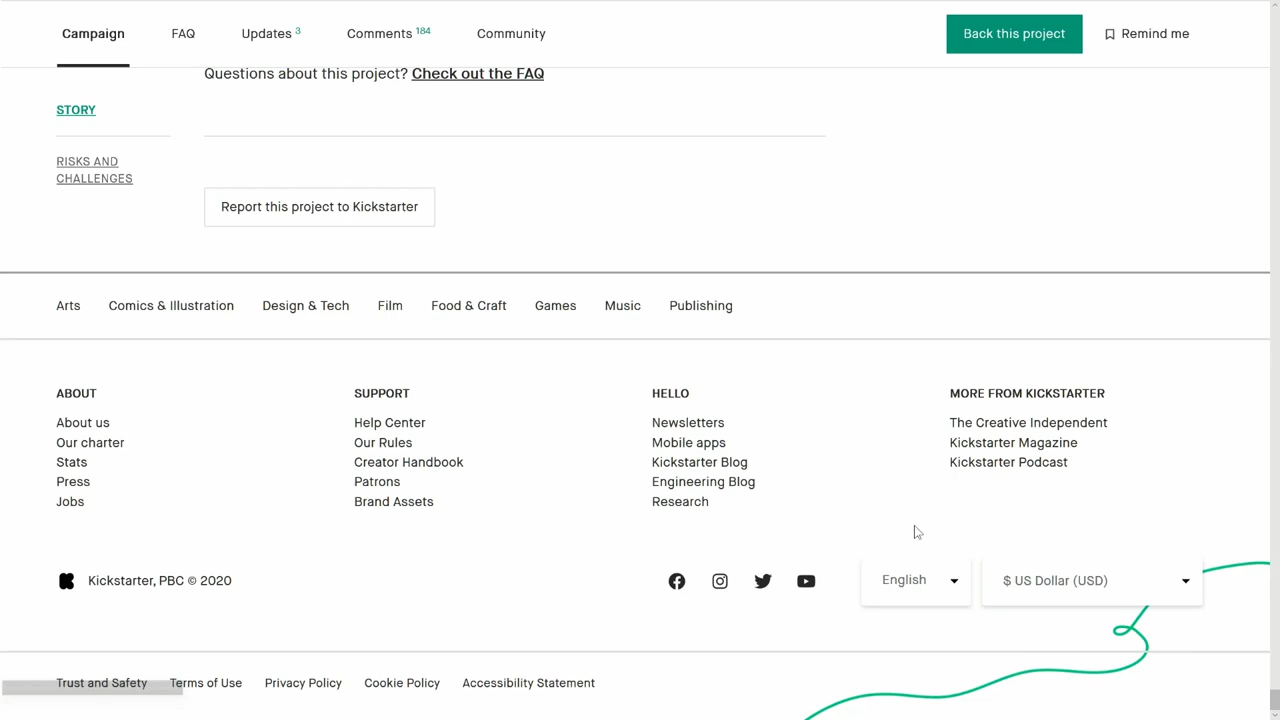 Campaign FAQ Updates 3 Comments 184 Community Back this project Remind me
Questions about this project? Check out the FAQ
STORY
RISKS AND
CHALLENGES
Report this project to Kickstarter
Arts Comics & Illustration Design & Tech Film Food & Craft Games Music Publishing
ABOUT
About us
Our charter
Stats
Press
Jobs
SUPPORT
Help Center
Our Rules
Creator Handbook
Patrons
Brand Assets
HELLO
Newsletters
Mobile apps
Kickstarter Blog
Engineering Blog
Research
MORE FROM KICKSTARTER
The Creative Independent
Kickstarter Magazine
Kickstarter Podcast
Kickstarter, PBC © 2020
English
$ US Dollar (USD)
Trust and Safety Terms of Use Privacy Policy Cookie Policy Accessibility Statement